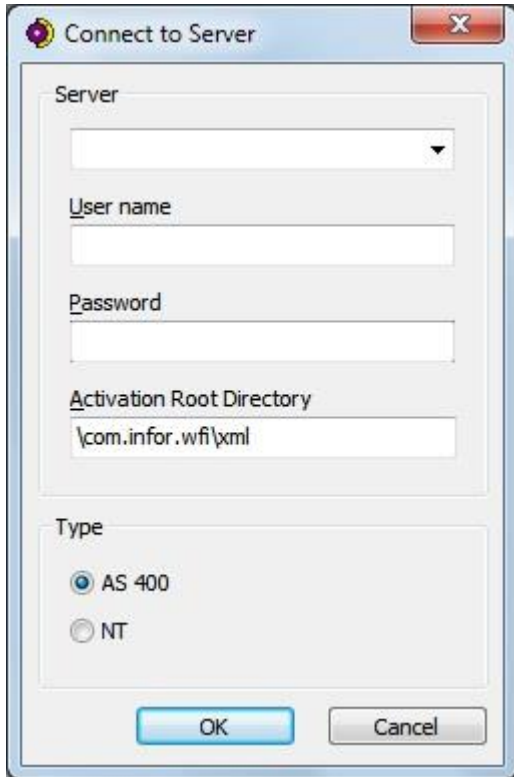 Connect to Server
Server
User name
Password
Activation Root Directory
\com.infor.wfi\xml
Type
AS 400
NT
OK
Cancel